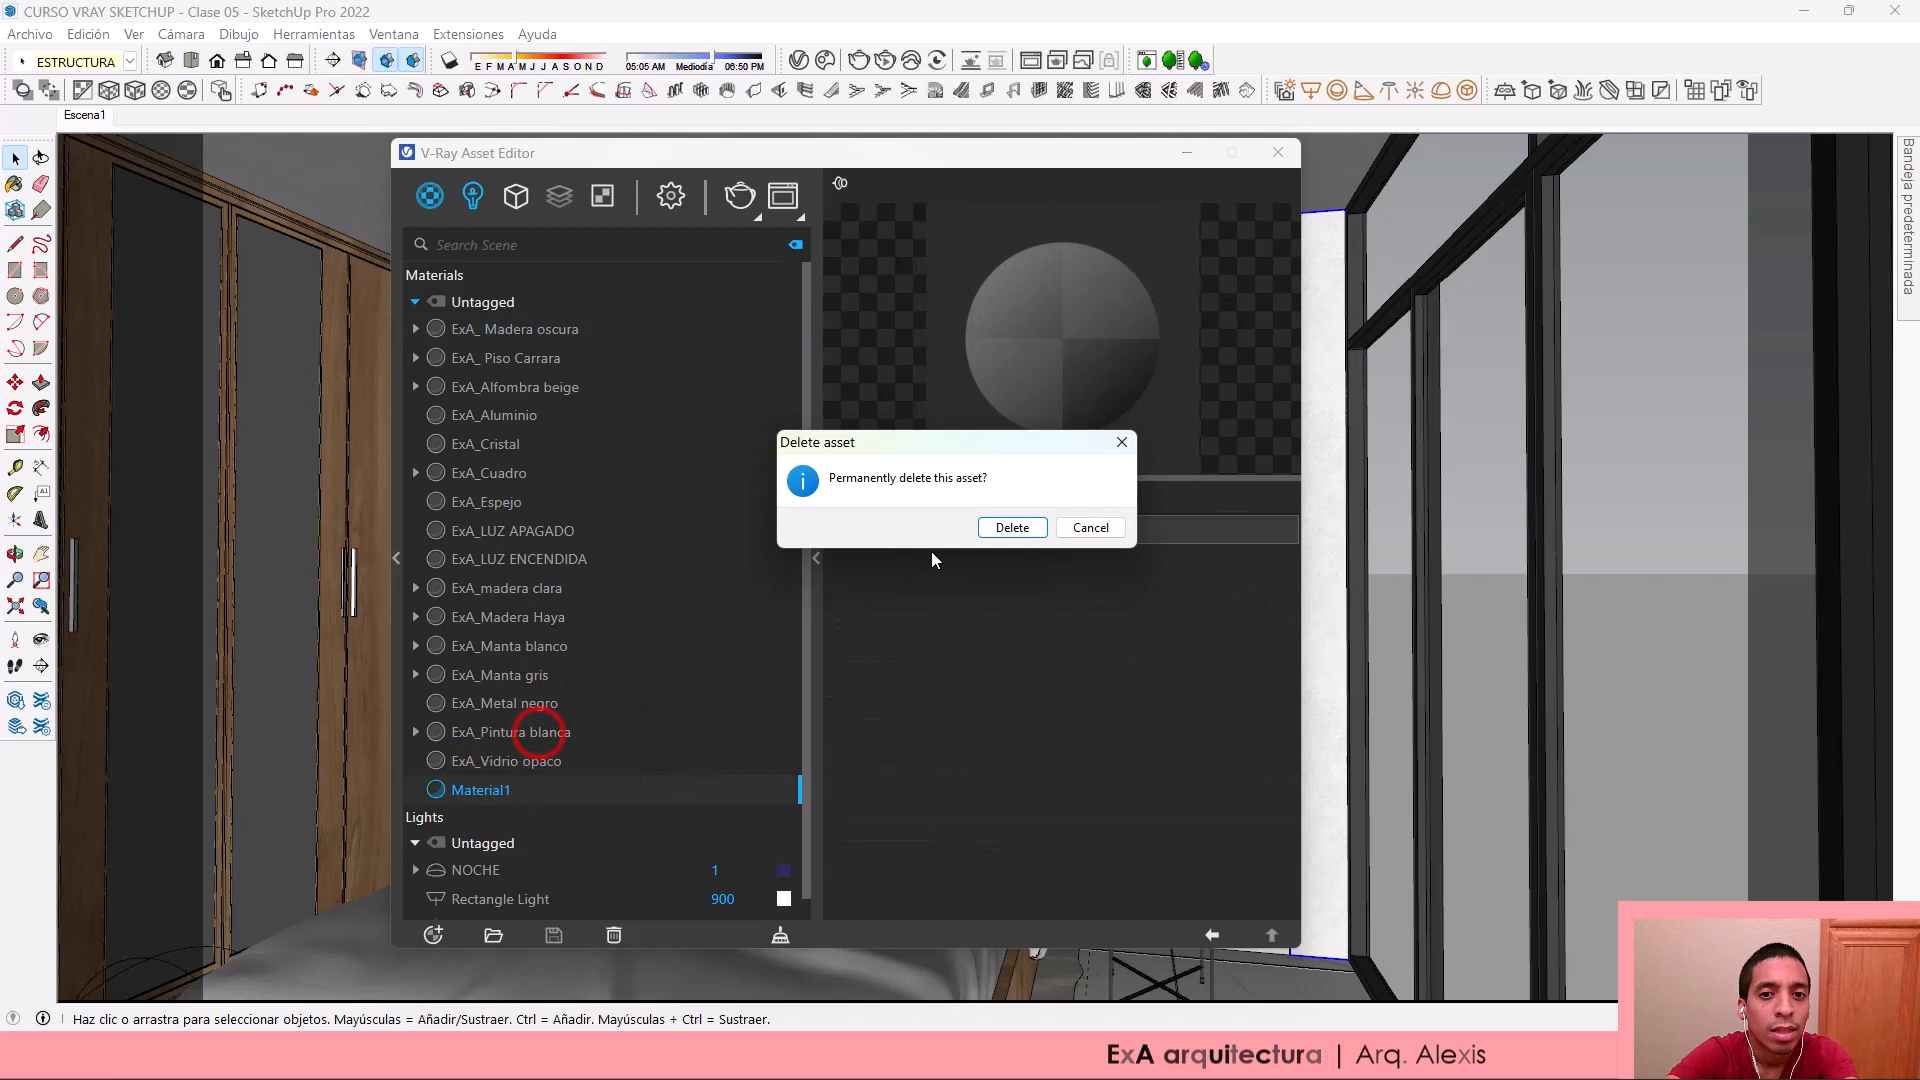 CURSO VRAY SKETCHUP - Clase 05 - SketchUp Pro 2022
Archivo Edición Ver Cámara Dibujo Herramientas Ventana Extensiones Ayuda
ESTRUCTURA
E F M A M J J A S O N D
05:05 AM Mediodía 06:50 PM
Escena1
Bandeja predeterminada
V-Ray Asset Editor
Search Scene
Materials
Untagged
ExA_ Madera oscura
ExA_ Piso Carrara
ExA_Alfombra beige
ExA_Aluminio
ExA_Cristal
ExA_Cuadro
ExA_Espejo
ExA_LUZ APAGADO
ExA_LUZ ENCENDIDA
ExA_madera clara
ExA_Madera Haya
ExA_Manta blanco
ExA_Manta gris
ExA_Metal negro
ExA_Pintura blanca
ExA_Vidrio opaco
Material1
Lights
Untagged
NOCHE 1
Rectangle Light 900
Delete asset
Permanently delete this asset?
Delete Cancel
Haz clic o arrastra para seleccionar objetos. Mayúsculas = Añadir/Sustraer. Ctrl = Añadir. Mayúsculas + Ctrl = Sustraer.
ExA arquitectura | Arq. Alexis